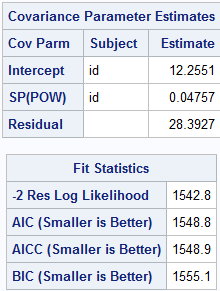 Covariance Parameter Estimates
Cov Parm Subject Estimate
Intercept id 12.2551
SP(POW) id 0.04757
Residual 28.3927
Fit Statistics
-2 Res Log Likelihood 1542.8
AIC (Smaller is Better) 1548.8
AICC (Smaller is Better) 1548.9
BIC (Smaller is Better) 1555.1